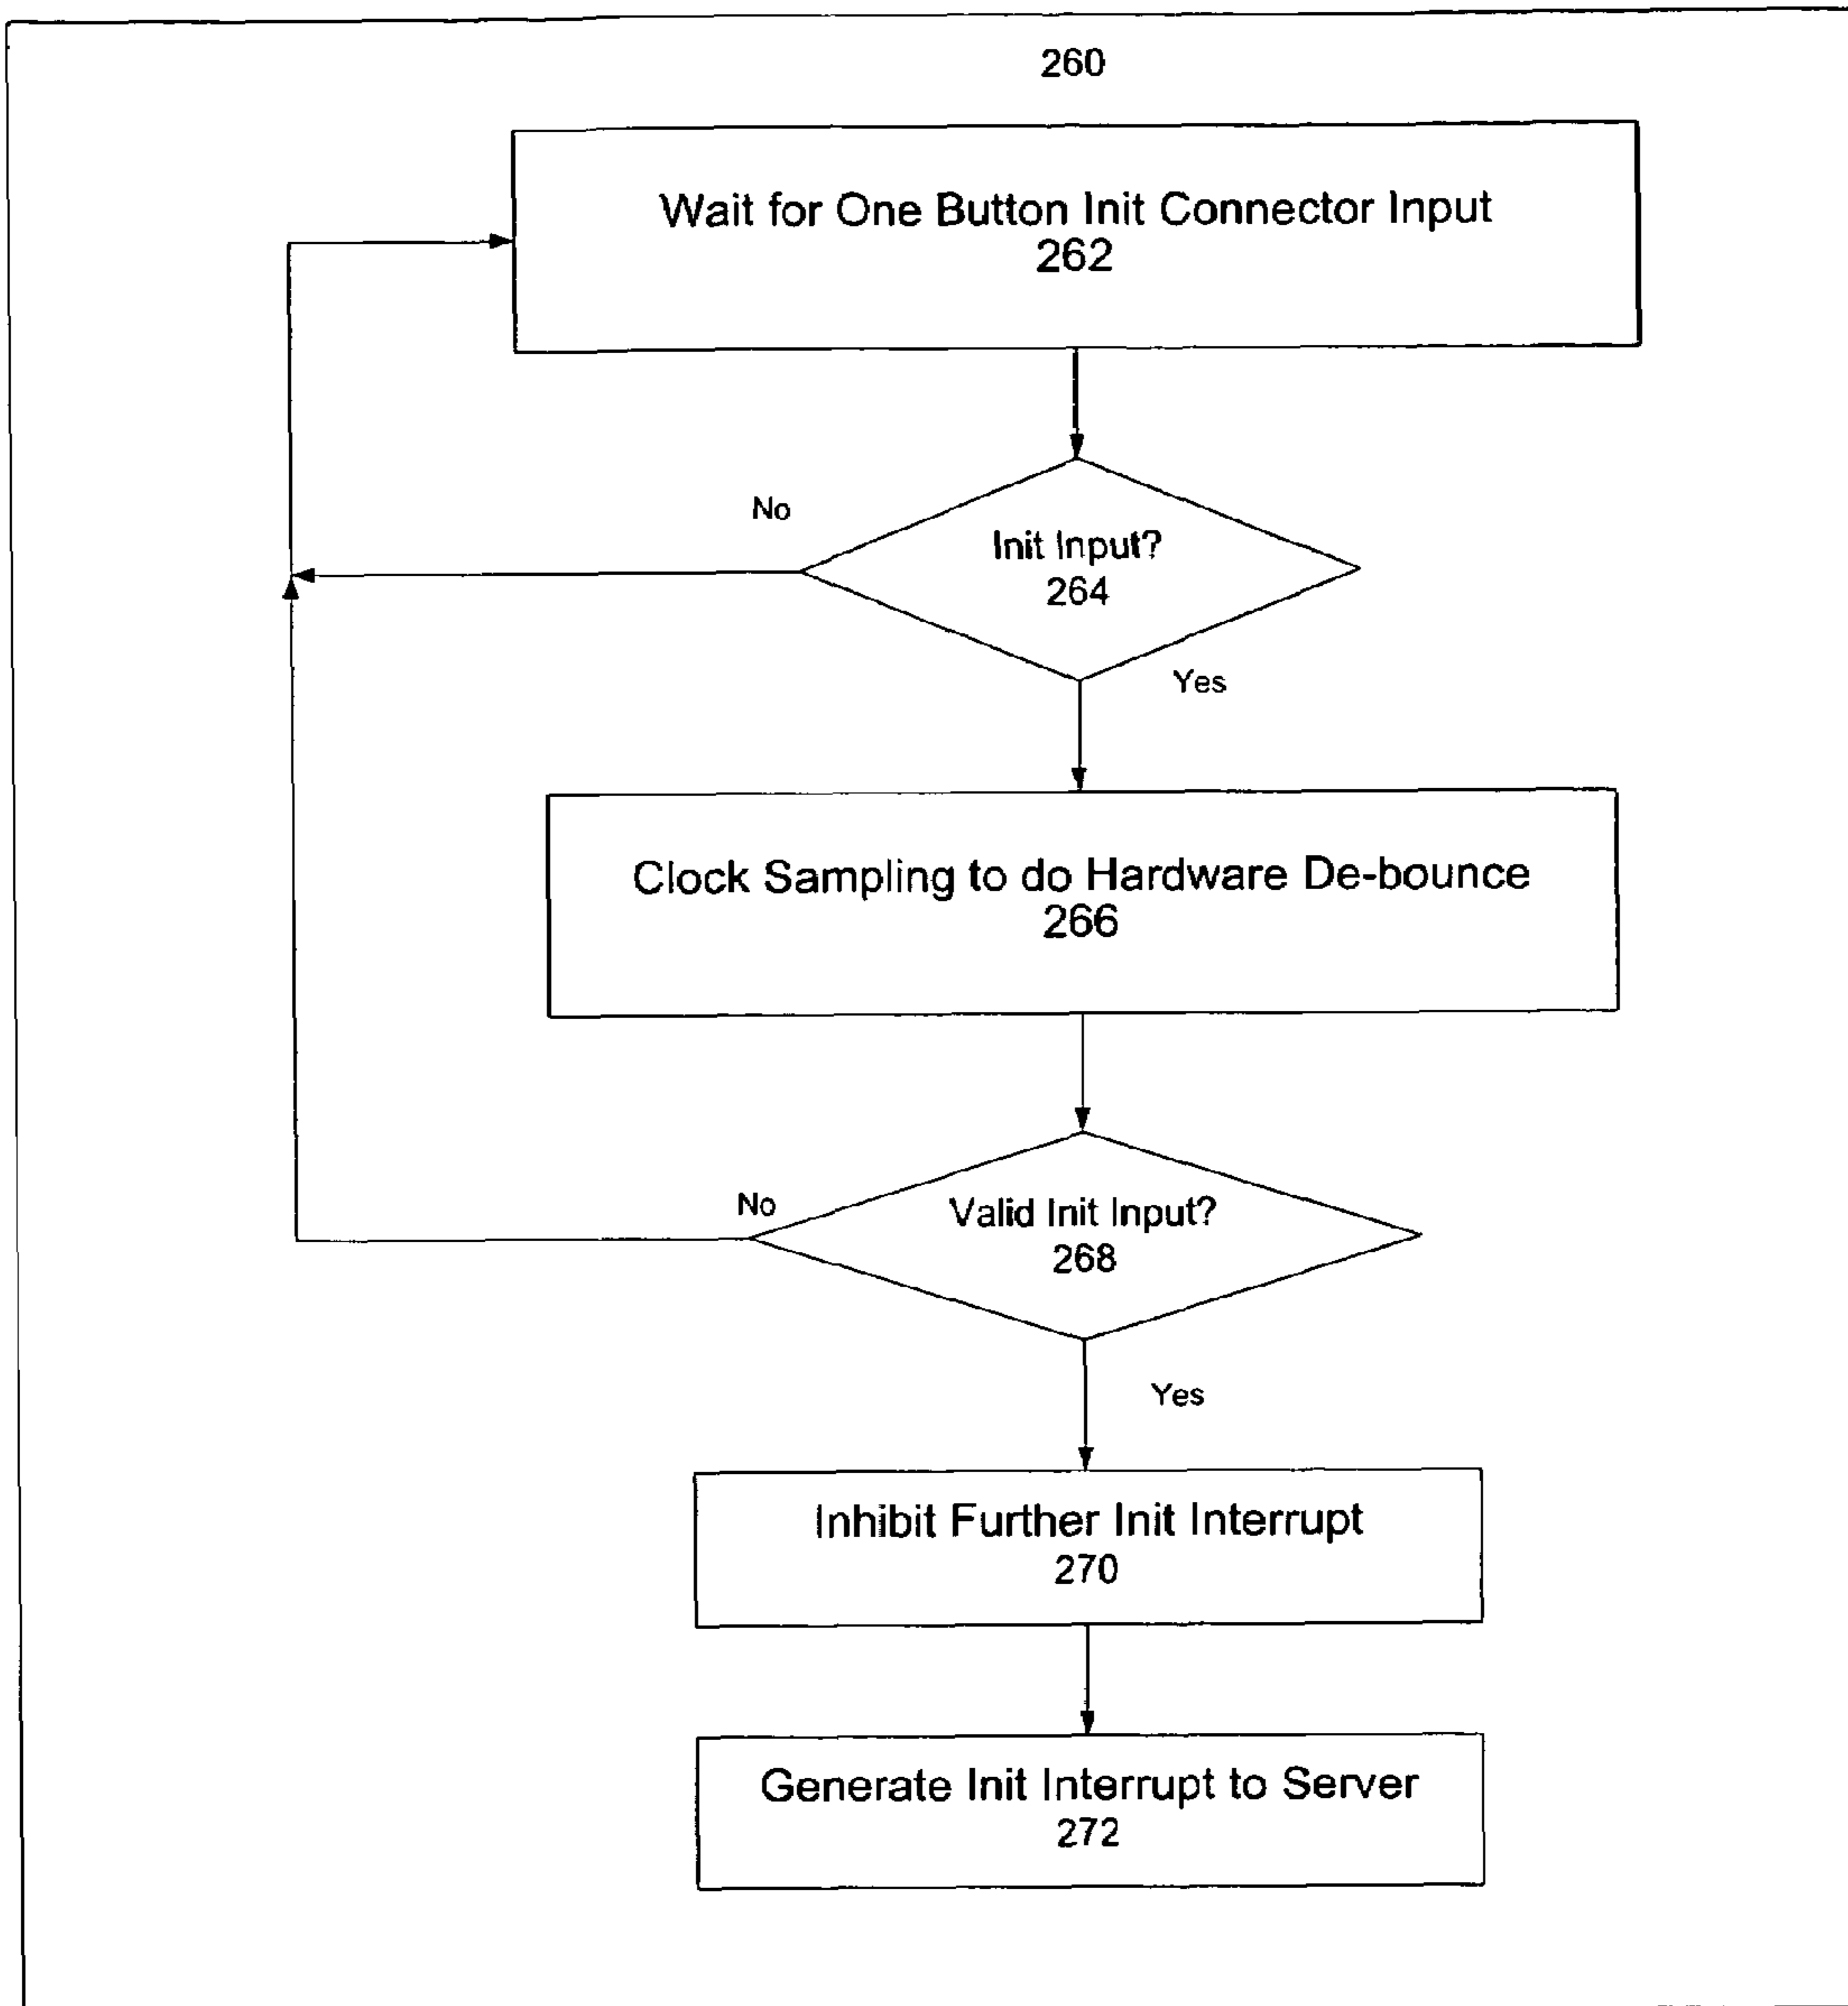 260
Wait for One Button Init Connector Input
262
No
Init Input?
264
Yes
Clock Sampling to do Hardware De-bounce
266
No
Valid Init Input?
268
Yes
Inhibit Further Init Interrupt
270
Generate Init Interrupt to Server
272